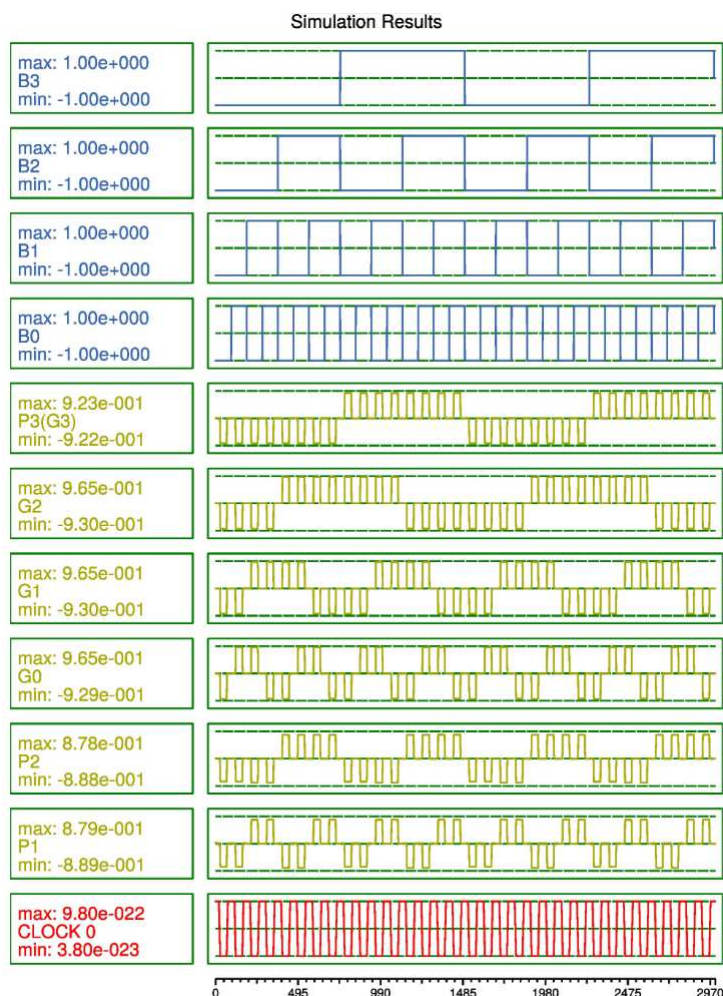 Simulation Results
max: 1.00e+000
B3
min: -1.00e+000
max: 1.00e+000
B2
min: -1.00e+000
max: 1.00e+000
B1
min: -1.00e+000
max: 1.00e+000
B0
min: -1.00e+000
max: 9.23e-001
P3(G3)
min: -9.22e-001
max: 9.65e-001
G2
min: -9.30e-001
max: 9.65e-001
G1
min: -9.30e-001
max: 9.65e-001
G0
min: -9.29e-001
max: 8.78e-001
P2
min: -8.88e-001
max: 8.79e-001
P1
min: -8.89e-001
max: 9.80e-022
CLOCK 0
min: 3.80e-023
0 495 990 1485 1980 2475 2970